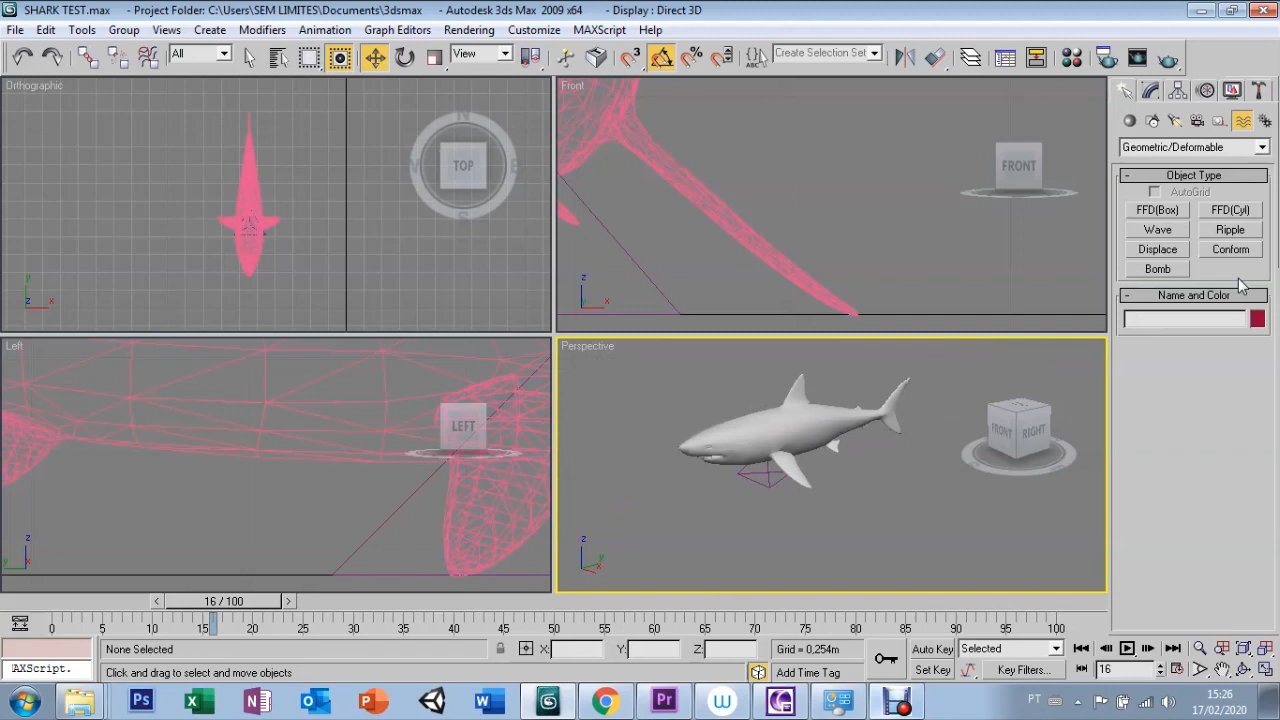 SHARK TEST.max - Project Folder: C:\Users\SEM LIMITES\Documents\3dsmax - Autodesk 3ds Max 2009 x64 - Display : Direct 3D
File Edit Tools Group Views Create Modifiers Animation Graph Editors Rendering Customize MAXScript Help
All View Create Selection Set
Orthographic
TOP
N
S
y
z x
Front
FRONT
z
x
Left
LEFT
z
y
Perspective
FRONT RIGHT
z
y
x
Geometric/Deformable
- Object Type
AutoGrid
FFD(Box) FFD(Cyl)
Wave Ripple
Displace Conform
Bomb
- Name and Color
< 16 / 100 >
0 5 10 15 20 25 30 35 40 45 50 55 60 65 70 75 80 85 90 95 100
None Selected X: Y: Z: Grid = 0,254m Auto Key Selected
AXScript. Click and drag to select and move objects Add Time Tag Set Key Key Filters... 16
PT 15:26
17/02/2020